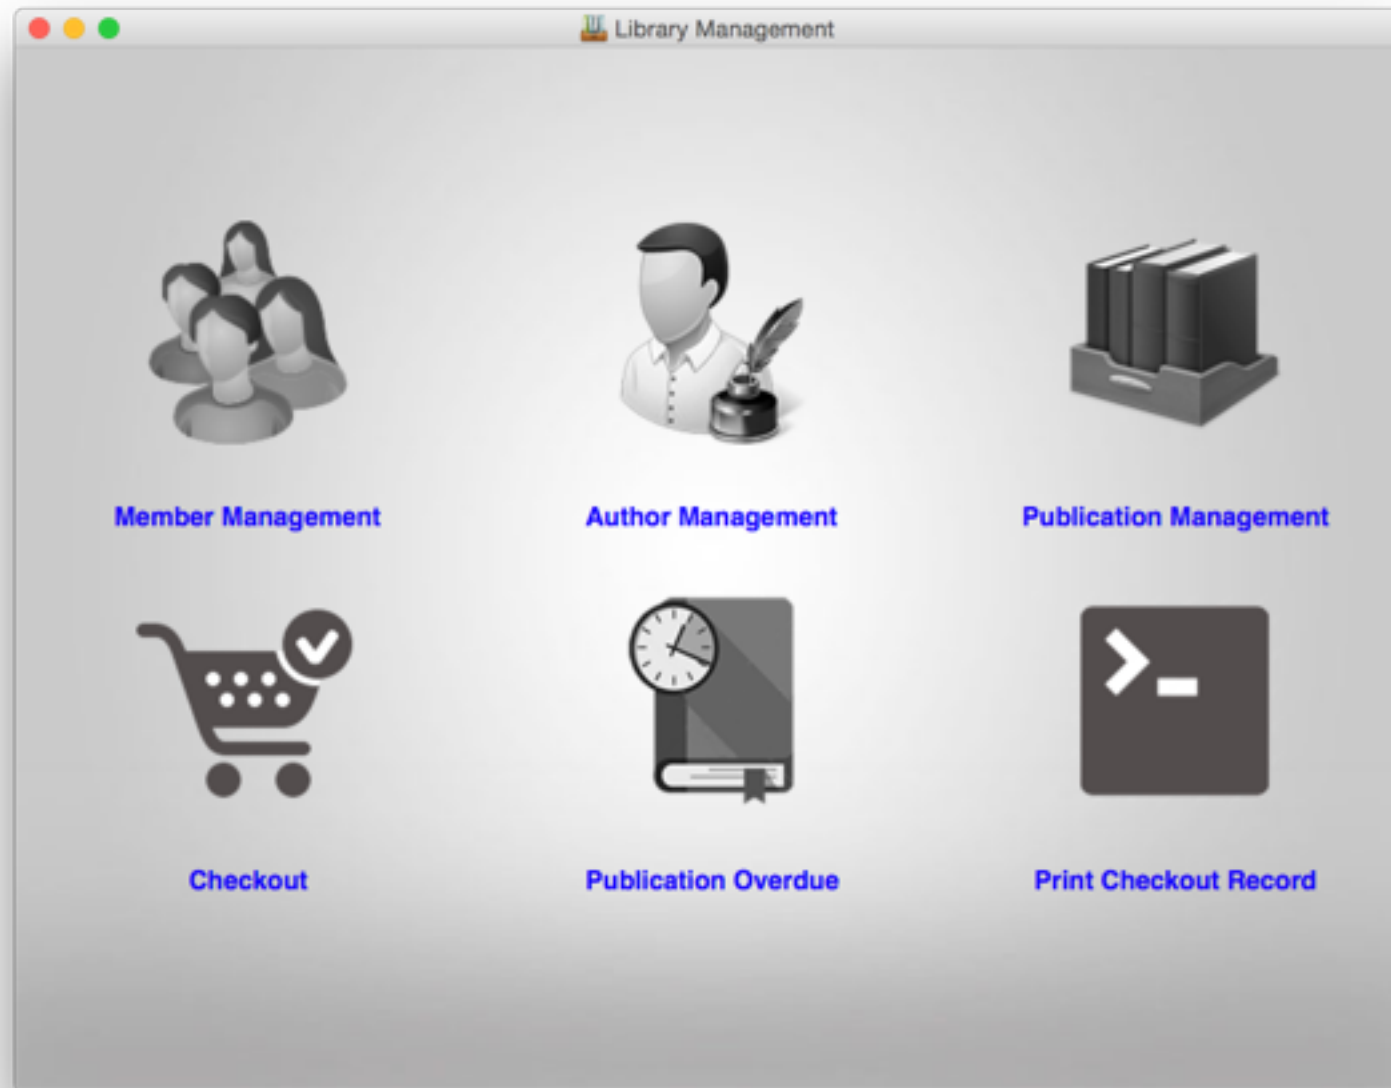 Library Management
Member Management
Author Management
Publication Management
Checkout
Publication Overdue
Print Checkout Record